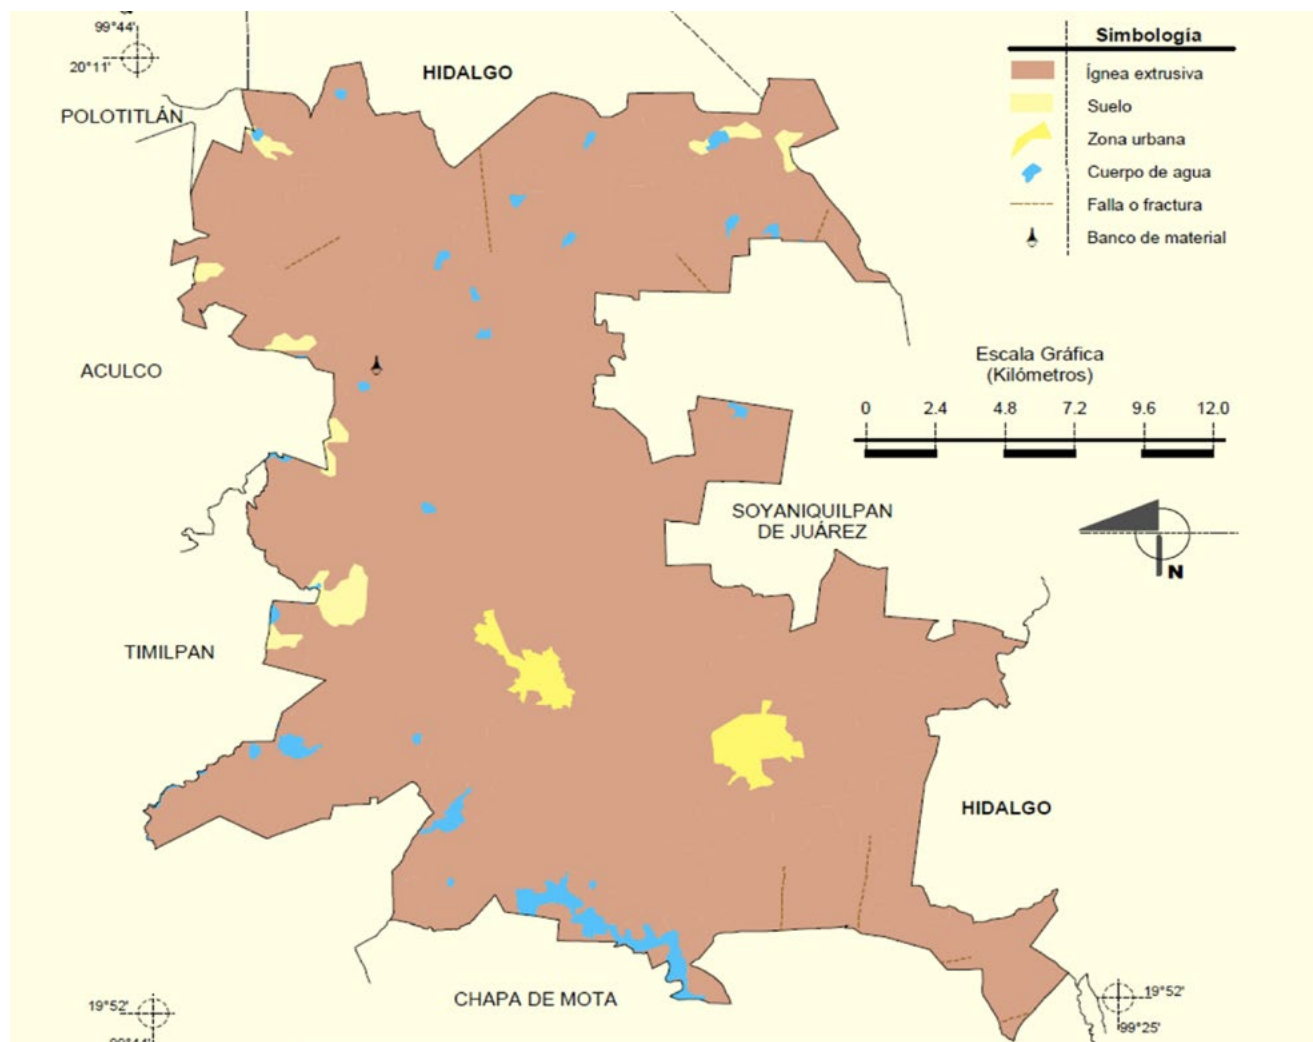 99°44'
20°11'
HIDALGO
POLOTITLÁN
Simbología
Ígnea extrusiva
Suelo
Zona urbana
Cuerpo de agua
Falla o fractura
Banco de material
ACULCO
Escala Gráfica
(Kilómetros)
0 2.4 4.8 7.2 9.6 12.0
SOYANIQUILPAN
DE JUÁREZ
N
TIMILPAN
HIDALGO
CHAPA DE MOTA
19°52'
19°52'
99°25'